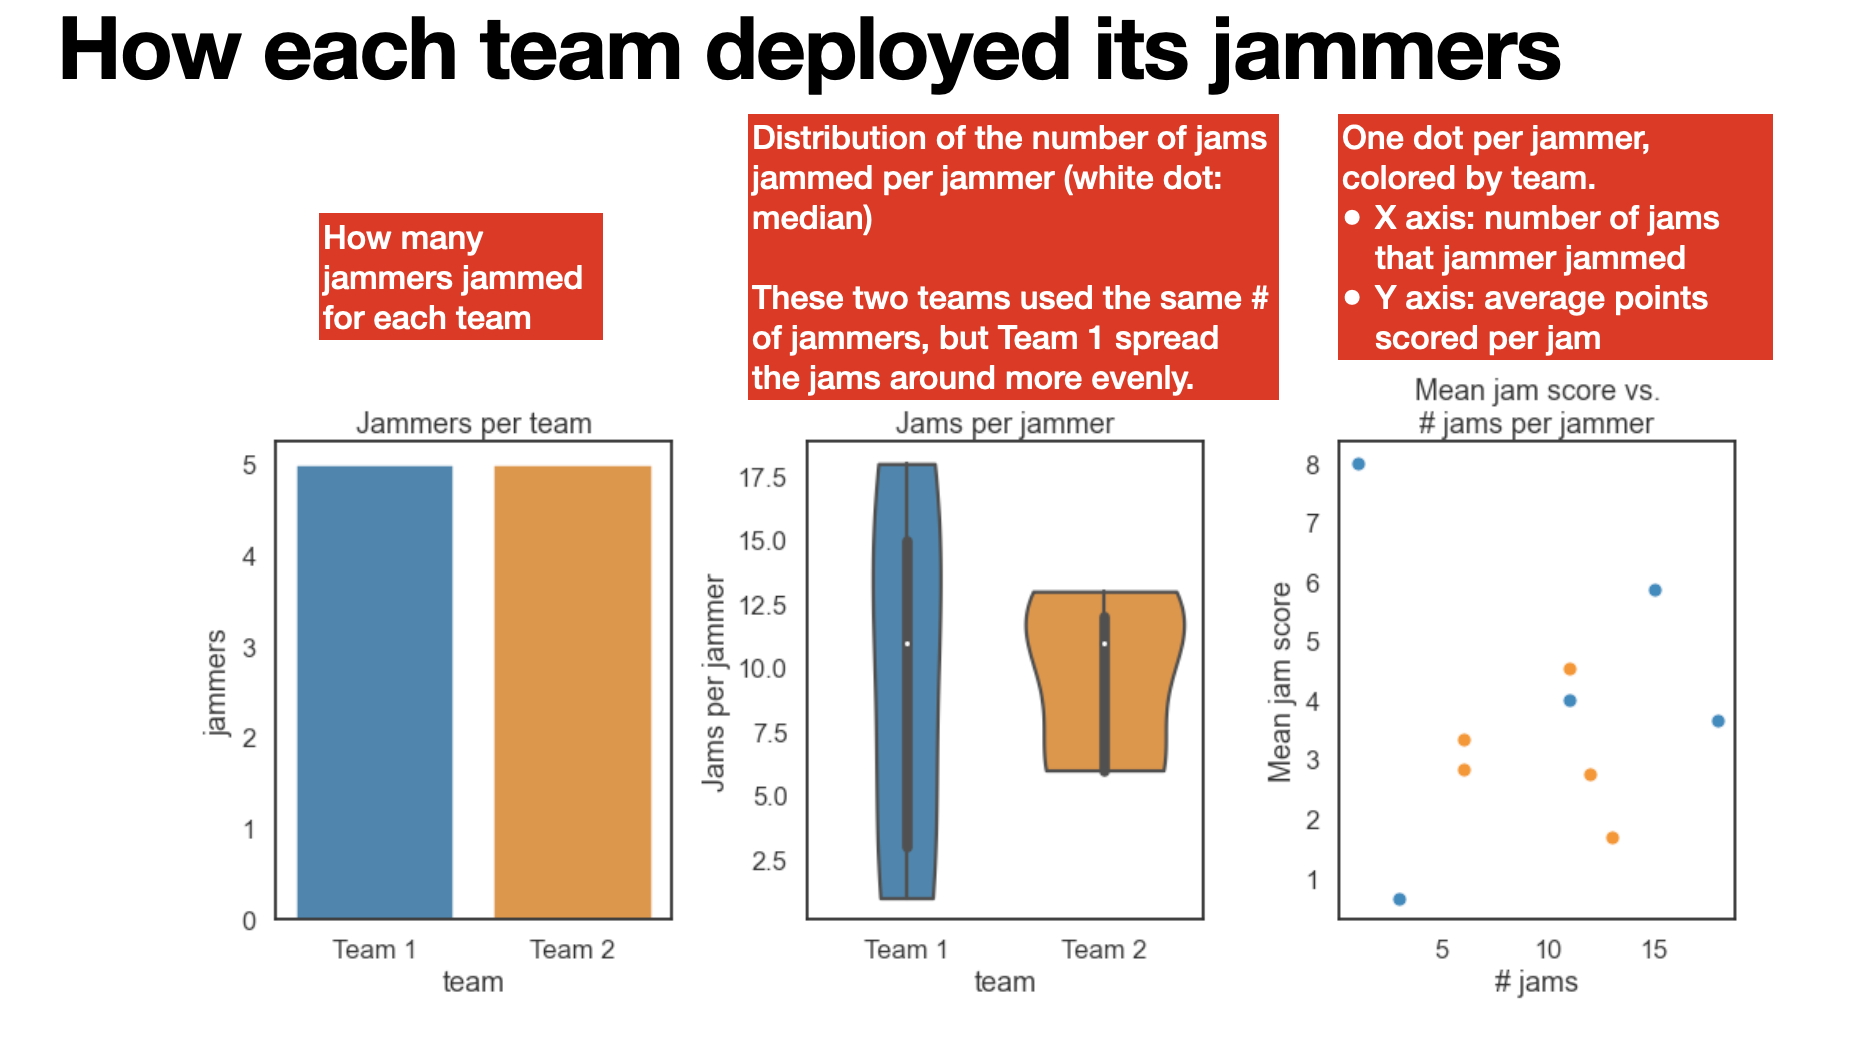 How each team deployed its jammers
How many
jammers jammed
for each team
Distribution of the number of jams
jammed per jammer (white dot:
median)
These two teams used the same #
of jammers, but Team 1 spread
the jams around more evenly.
One dot per jammer,
colored by team.
● X axis: number of jams
that jammer jammed
● Y axis: average points
scored per jam
Jammers per team
5
4
3
2
1
0
jammers
Team 1
Team 2
team
Jams per jammer
17.5
15.0
12.5
10.0
7.5
5.0
2.5
Jams per jammer
Team 1
Team 2
team
Mean jam score vs.
# jams per jammer
8
7
6
5
4
3
2
1
Mean jam score
5
10
15
# jams